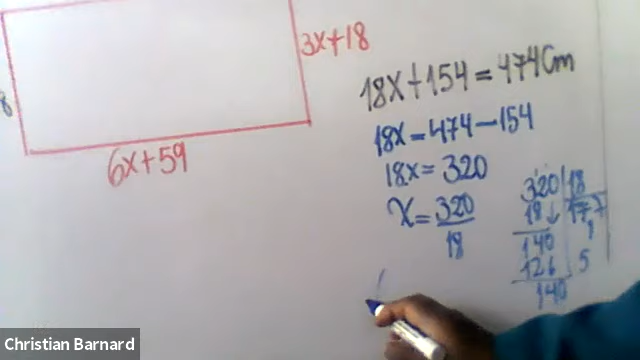 3x+18
8
6x+59
18x+154=474Cm
18x=474-154
18x=320
x=320
18
320 18
18 17,7
140
126 5
140
Christian Barnard